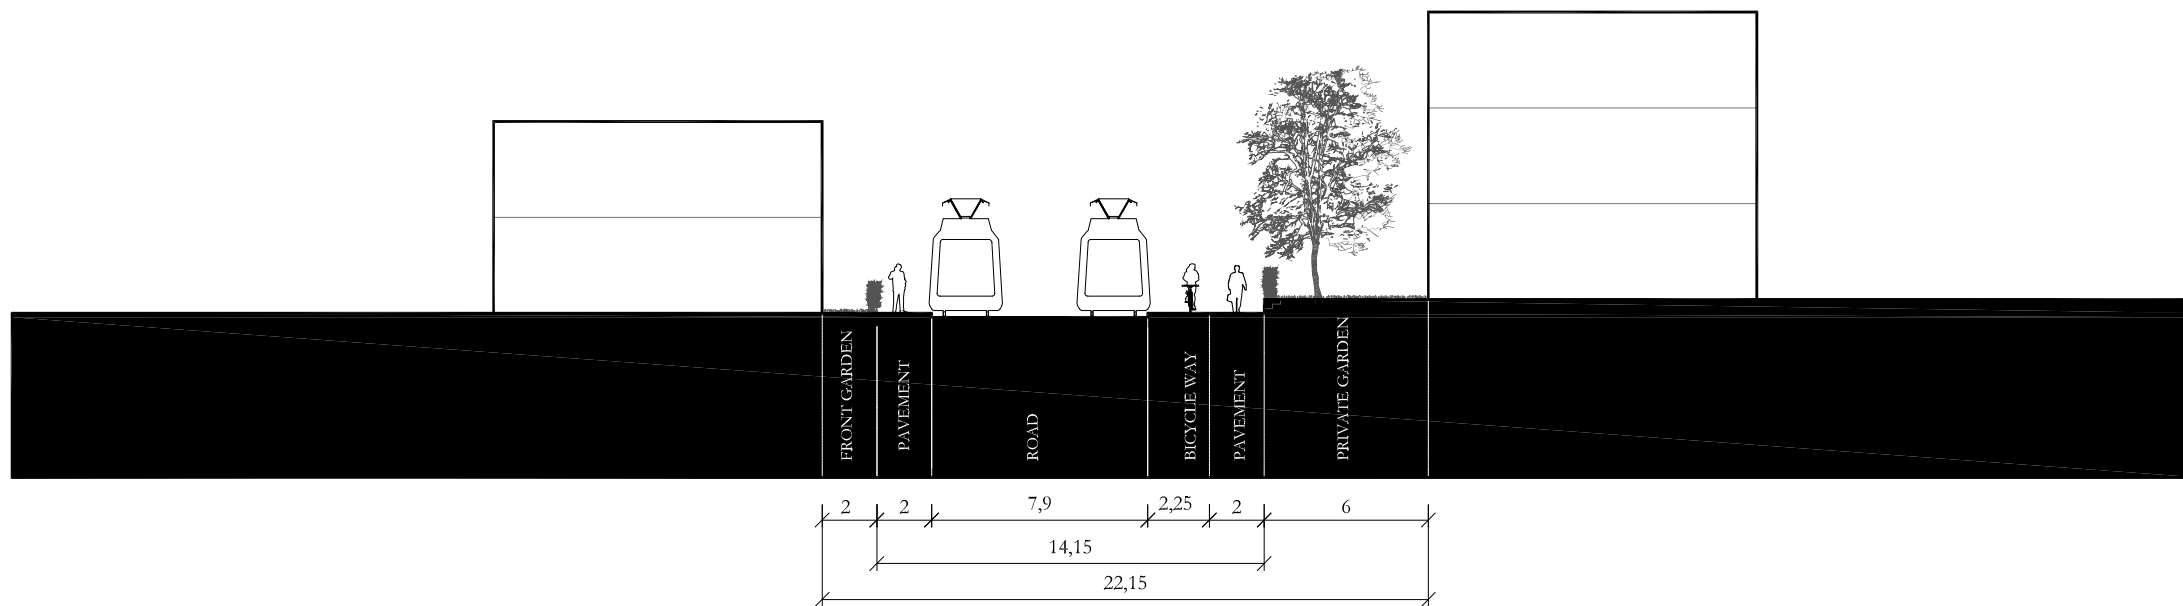 FRONT GARDEN
PAVEMENT
ROAD
BICYCLE WAY
PAVEMENT
PRIVATE GARDEN
2
2
7,9
2,25
2
6
14,15
22,15